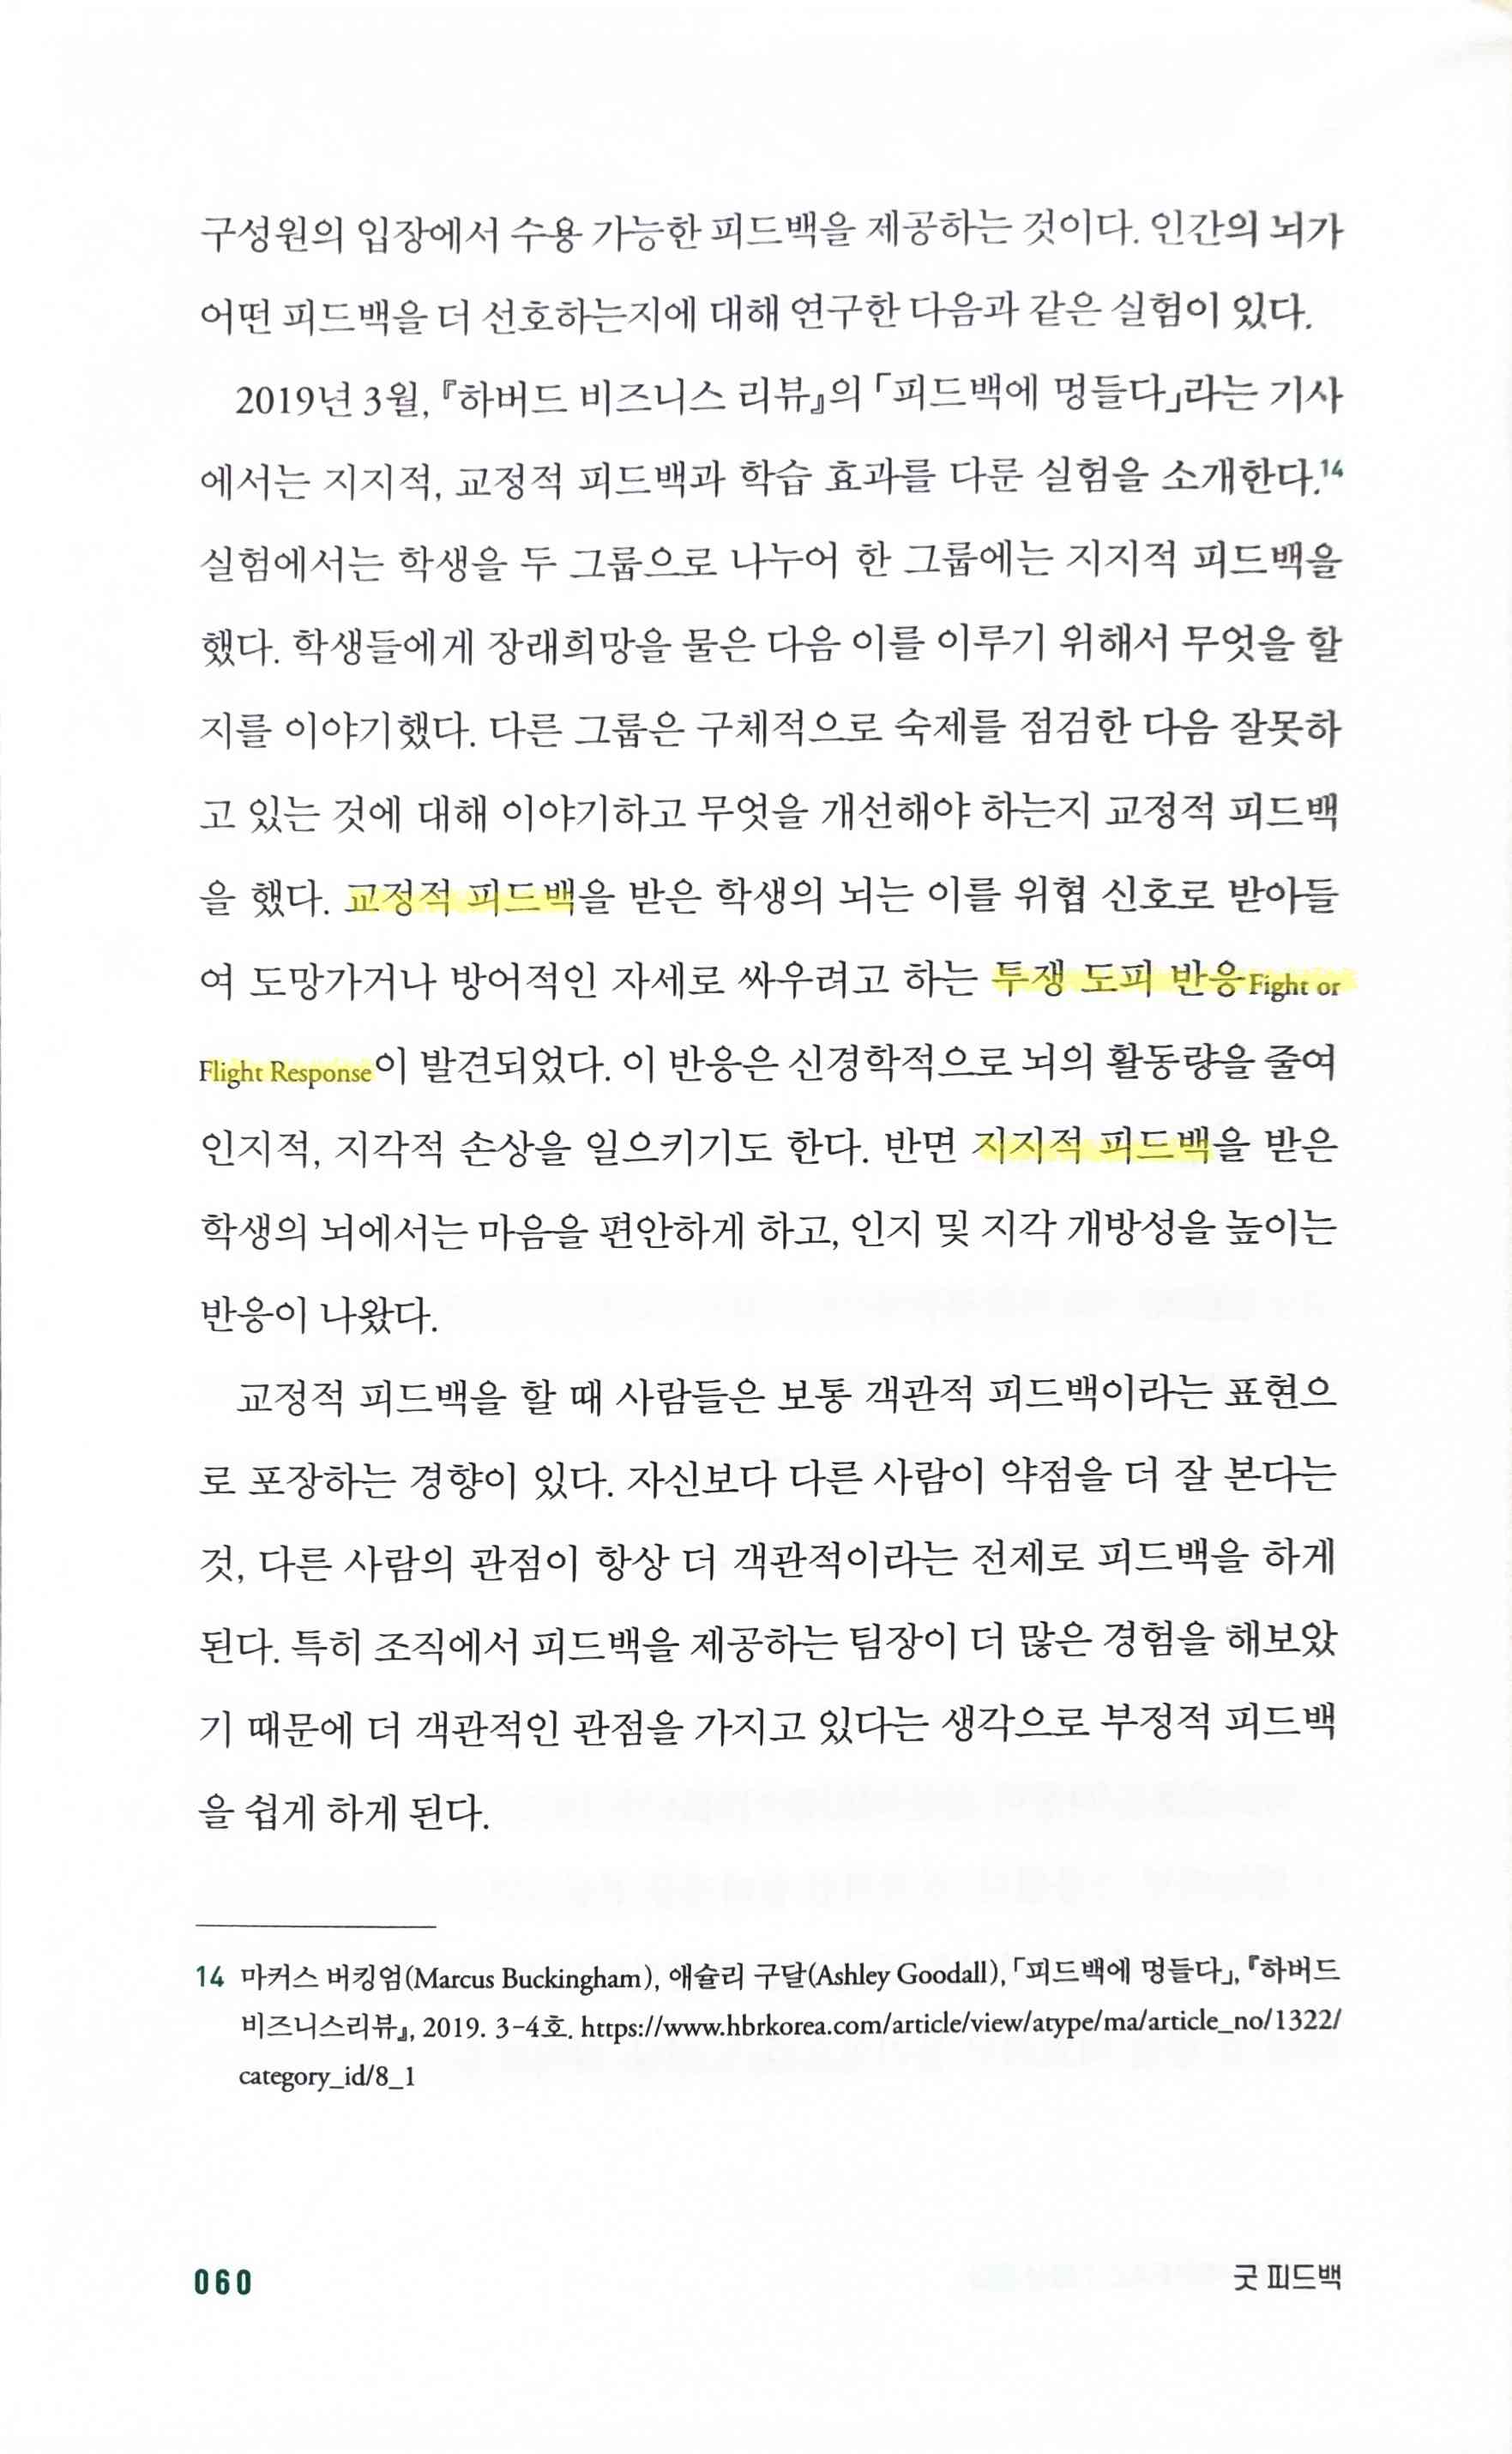 구성원의 입장에서 수용 가능한 피드백을 제공하는 것이다. 인간의 뇌가
어떤 피드백을 더 선호하는지에 대해 연구한 다음과 같은 실험이 있다.
2019년 3월, 『하버드 비즈니스 리뷰』의 「피드백에 멍들다」라는 기사
에서는 지지적, 교정적 피드백과 학습 효과를 다룬 실험을 소개한다.14
실험에서는 학생을 두 그룹으로 나누어 한 그룹에는 지지적 피드백을
했다. 학생들에게 장래희망을 물은 다음 이를 이루기 위해서 무엇을 할
지를 이야기했다. 다른 그룹은 구체적으로 숙제를 점검한 다음 잘못하
고 있는 것에 대해 이야기하고 무엇을 개선해야 하는지 교정적 피드백
을 했다. 교정적 피드백을 받은 학생의 뇌는 이를 위협 신호로 받아들
여 도망가거나 방어적인 자세로 싸우려고 하는 투쟁 도피 반응Fight or
Flight Response이 발견되었다. 이 반응은 신경학적으로 뇌의 활동량을 줄여
인지적, 지각적 손상을 일으키기도 한다. 반면 지지적 피드백을 받은
학생의 뇌에서는 마음을 편안하게 하고, 인지 및 지각 개방성을 높이는
반응이 나왔다.
교정적 피드백을 할 때 사람들은 보통 객관적 피드백이라는 표현으
로 포장하는 경향이 있다. 자신보다 다른 사람이 약점을 더 잘 본다는
것, 다른 사람의 관점이 항상 더 객관적이라는 전제로 피드백을 하게
된다. 특히 조직에서 피드백을 제공하는 팀장이 더 많은 경험을 해보았
기 때문에 더 객관적인 관점을 가지고 있다는 생각으로 부정적 피드백
을 쉽게 하게 된다.
14 마커스 버킹엄(Marcus Buckingham), 애슐리 구달(Ashley Goodall), 「피드백에 멍들다」, 『하버드
비즈니스리뷰』, 2019. 3-4호. https://www.hbrkorea.com/article/view/atype/ma/article_no/1322/
category_id/8_1
060
굿 피드백